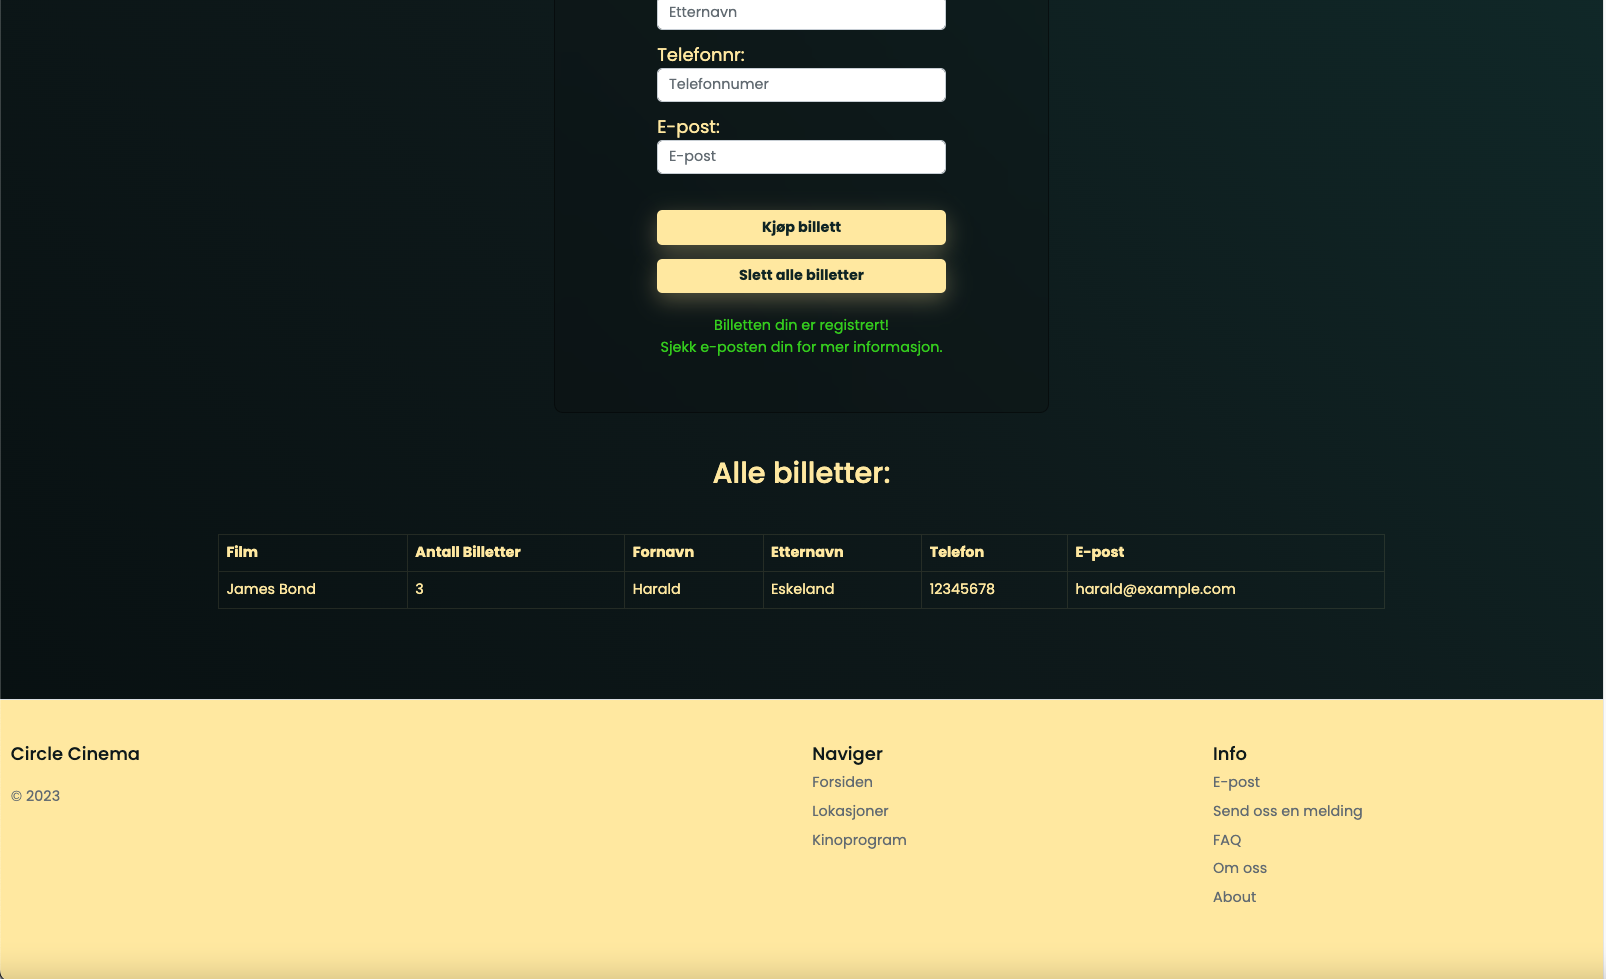 Etternavn
Telefonnr:
Telefonnumer
E-post:
E-post
Kjøp billett
Slett alle billetter
Billetten din er registrert!
Sjekk e-posten din for mer informasjon.
Alle billetter:
Film Antall Billetter Fornavn Etternavn Telefon E-post
James Bond 3 Harald Eskeland 12345678 harald@example.com
Circle Cinema
© 2023
Naviger
Forsiden
Lokasjoner
Kinoprogram
Info
E-post
Send oss en melding
FAQ
Om oss
About